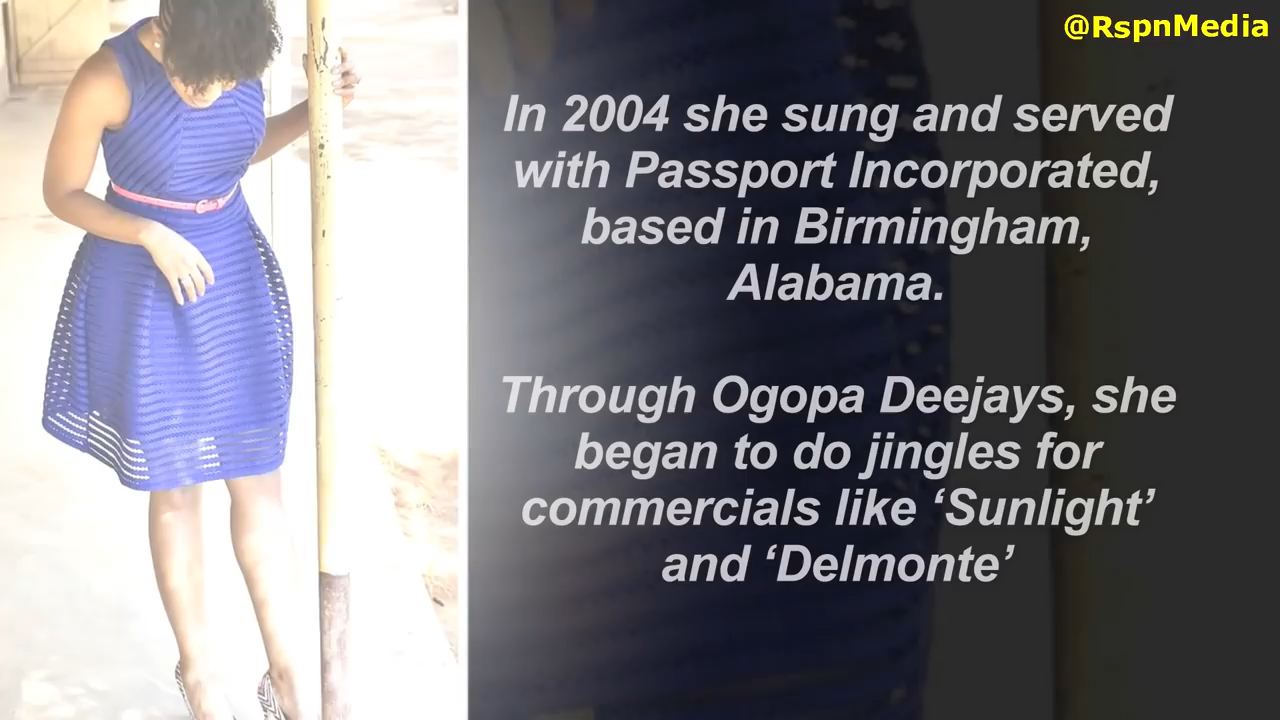 @RspnMedia
In 2004 she sung and served
with Passport Incorporated,
based in Birmingham,
Alabama.
Through Ogopa Deejays, she
began to do jingles for
commercials like ‘Sunlight’
and ‘Delmonte’